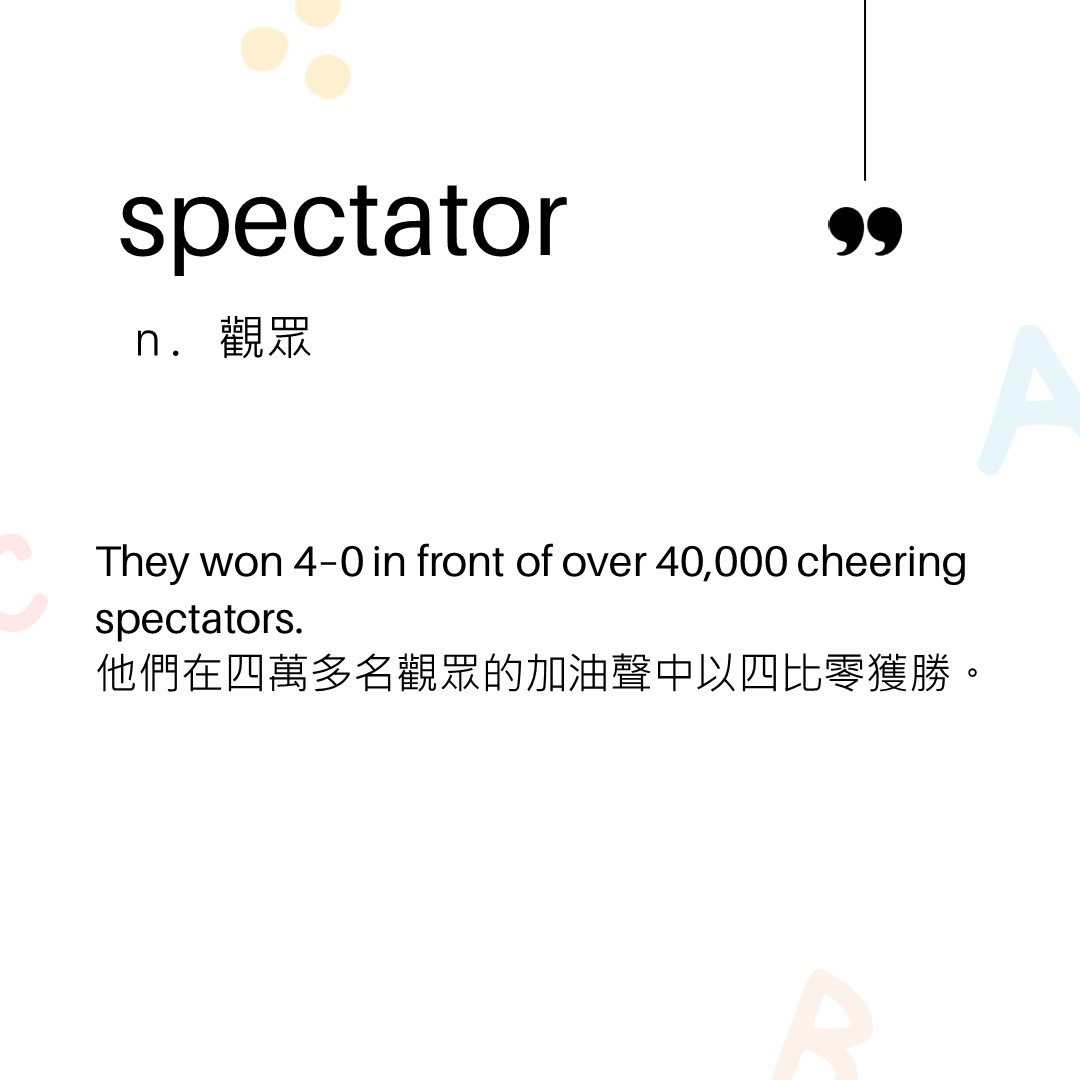 spectator
”
n. 觀眾
They won 4–0 in front of over 40,000 cheering
spectators.
他們在四萬多名觀眾的加油聲中以四比零獲勝。
A
C
B